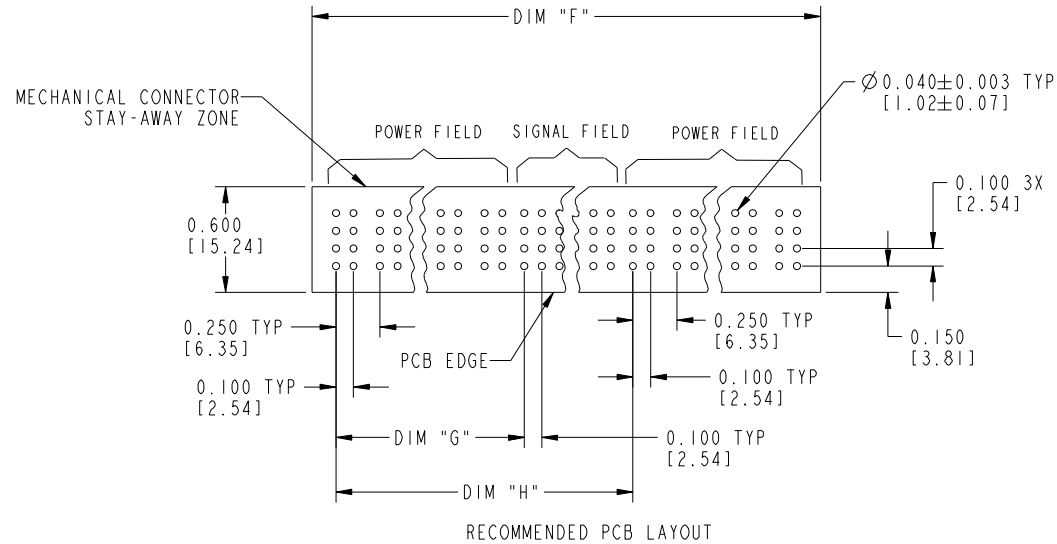 DIM "F"
MECHANICAL CONNECTOR
STAY-AWAY ZONE
Ø0.040±0.003 TYP
[1.02±0.07]
POWER FIELD
SIGNAL FIELD
POWER FIELD
0.100 3X
[2.54]
0.600
[15.24]
0.250 TYP
[6.35]
PCB EDGE
0.250 TYP
[6.35]
0.150
[3.81]
0.100 TYP
[2.54]
0.100 TYP
[2.54]
DIM "G"
0.100 TYP
[2.54]
DIM "H"
RECOMMENDED PCB LAYOUT